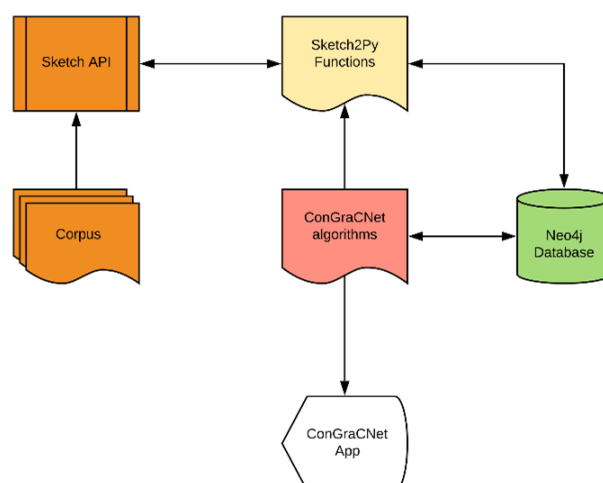 Sketch API
Sketch2Py
Functions
Corpus
ConGraCNet
algorithms
Neo4j
Database
ConGraCNet
App